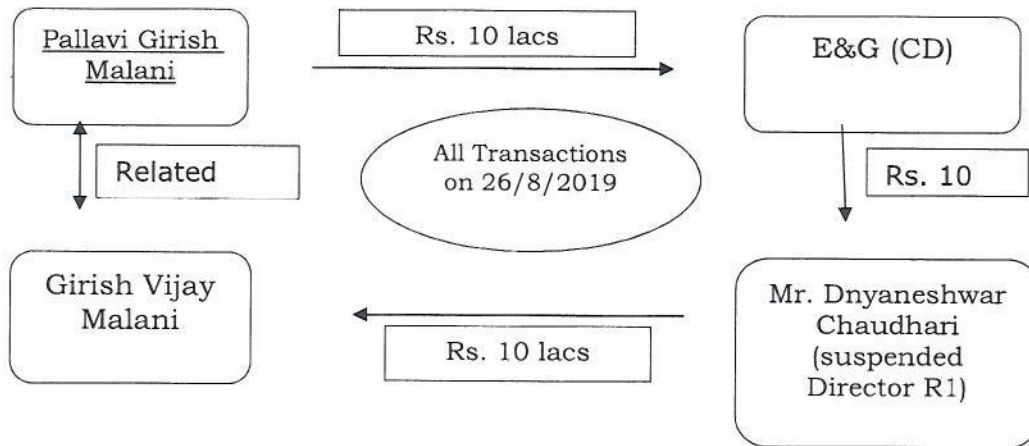 Pallavi Girish
Malani
Rs. 10 lacs
E&G (CD)
Related
All Transactions
on 26/8/2019
Rs. 10
Girish Vijay
Malani
Rs. 10 lacs
Mr. Dnyaneshwar
Chaudhari
(suspended
Director R1)